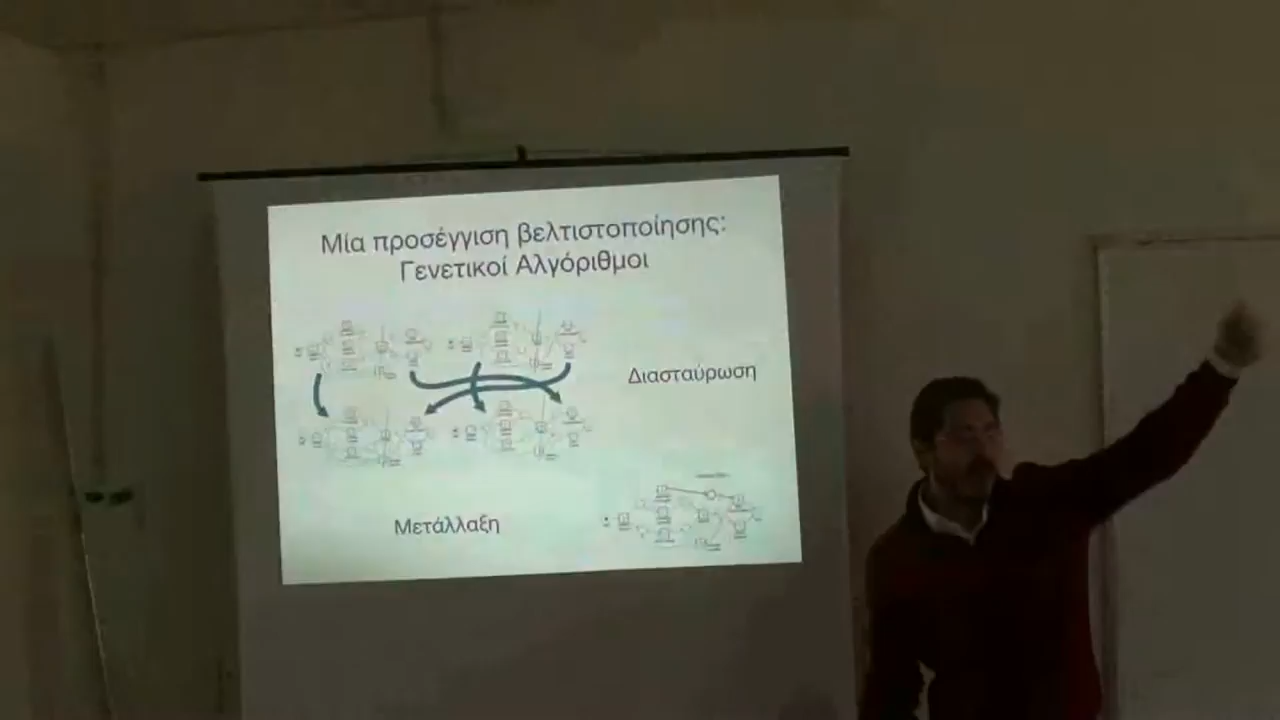 Μία προσέγγιση βελτιστοποίησης:
Γενετικοί Αλγόριθμοι
Διασταύρωση
Μετάλλαξη